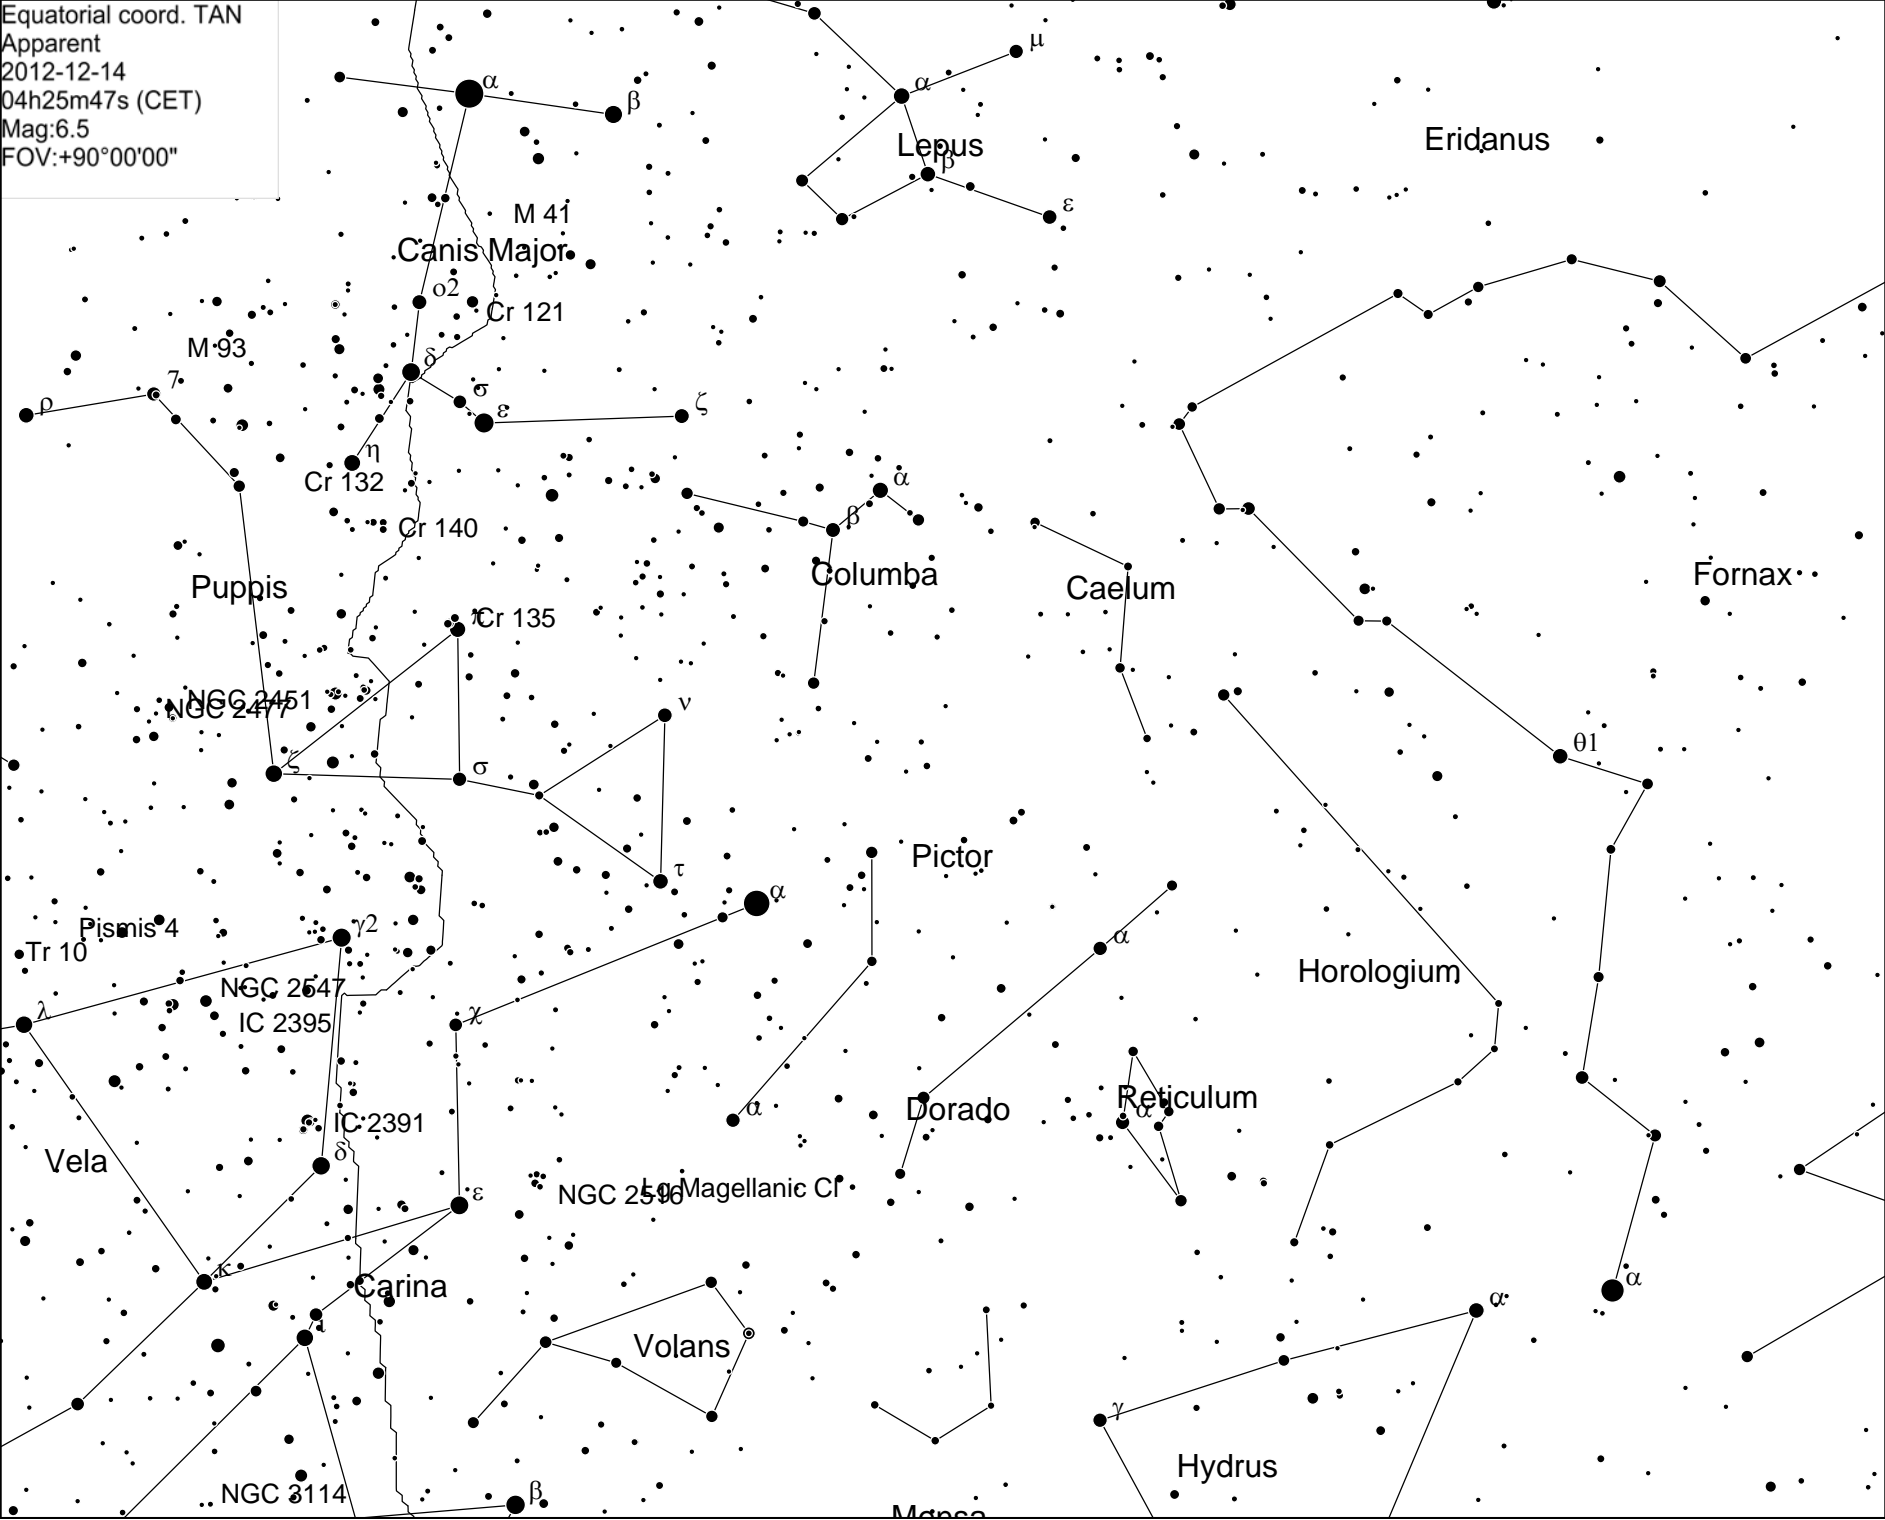 Equatorial coord. TAN
Apparent
2012-12-14
04h25m47s (CET)
Mag:6.5
FOV:+90°00'00"
α
β
α
μ
Lepus
β
ε
Eridanus
M 41
Canis Major
ο2
Cr 121
M 93
δ
7
ρ
σ
ε
ζ
η
Cr 132
α
β
Cr 140
Puppis
Columba
Caelum
Fornax
π
Cr 135
NGC 2451
NGC 2477
ν
ζ
σ
θ1
τ
Pictor
α
Pismis 4
γ2
Tr 10
α
Horologium
NGC 2547
λ
IC 2395
χ
α
Dorado
Reticulum
α
IC 2391
δ
Vela
ε
NGC 2516
Lg Magellanic Cl
κ
Carina
α
α
ι
Volans
γ
Hydrus
NGC 3114
β
Mensa